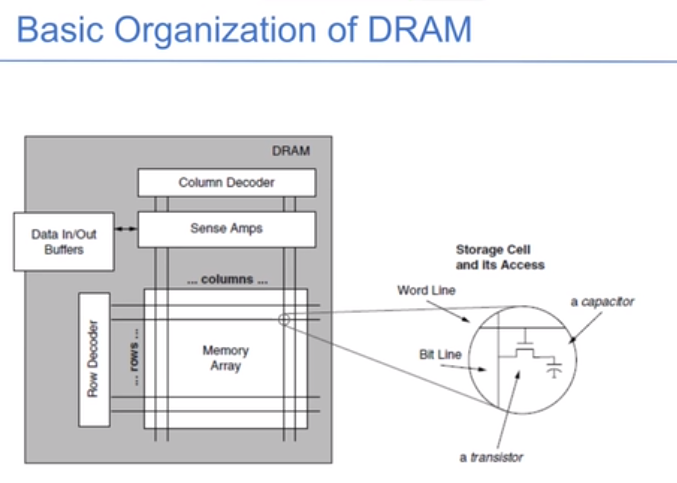 Basic Organization of DRAM
DRAM
Column Decoder
Sense Amps
Data In/Out
Buffers
... columns ...
Row Decoder
... rows ...
Memory
Array
Storage Cell
and its Access
Word Line
a capacitor
Bit Line
a transistor